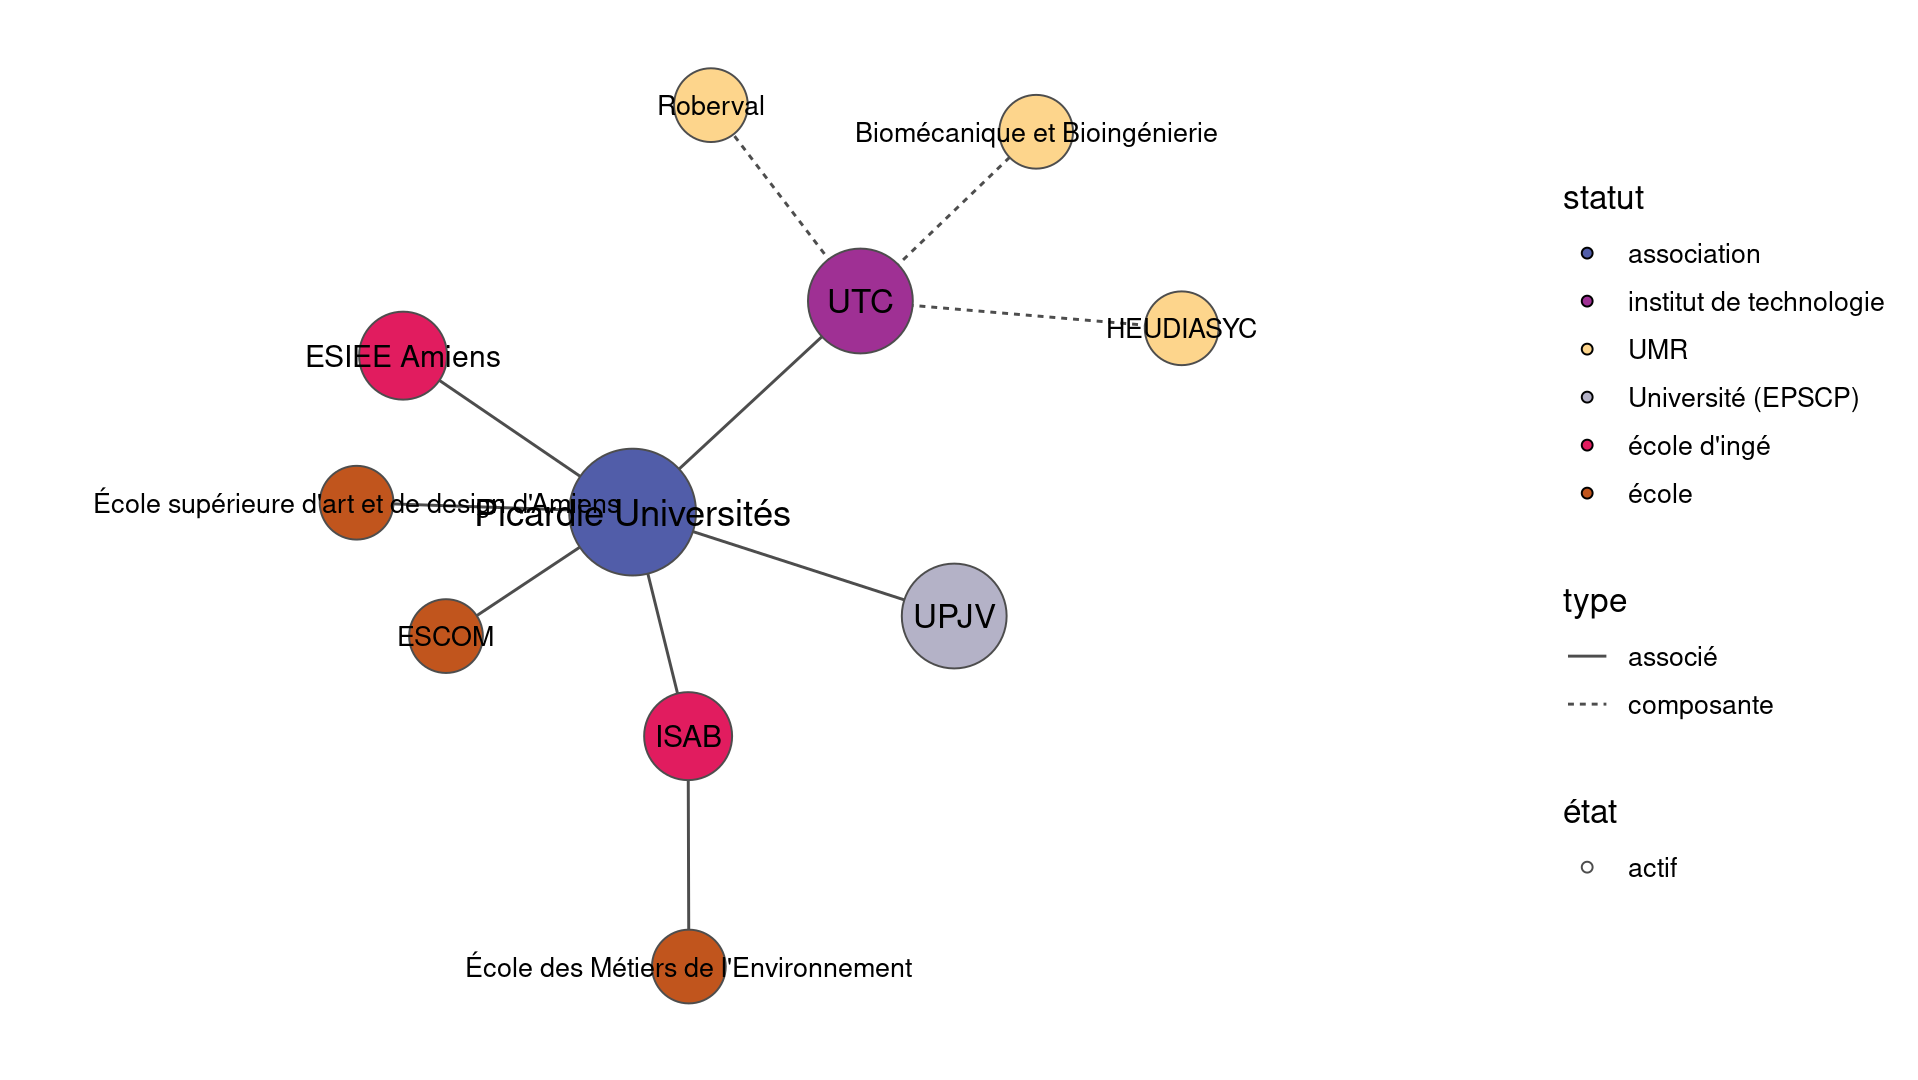 Roberval
Biomécanique et Bioingénierie
UTC
HEUDIASYC
ESIEE Amiens
École supérieure d'art et de design d'Amiens
Picardie Universités
UPJV
ESCOM
ISAB
École des Métiers de l'Environnement
statut
association
institut de technologie
UMR
Université (EPSCP)
école d'ingé
école
type
associé
composante
état
actif